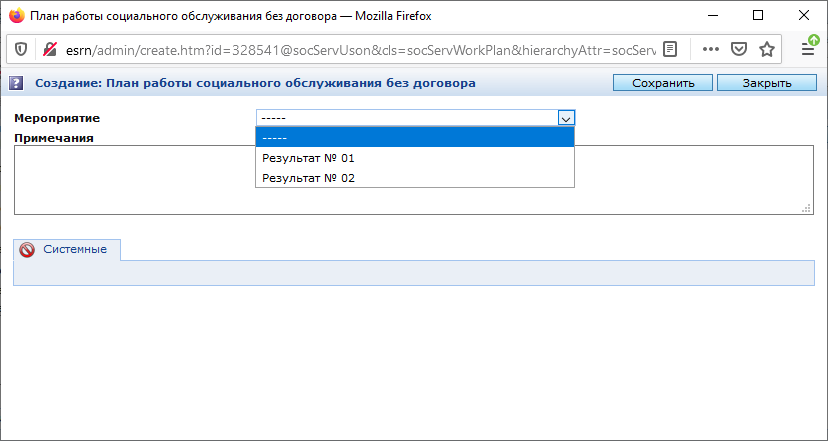 План работы социального обслуживания без договора — Mozilla Firefox
esrn/admin/create.htm?id=328541@socServUson&cls=socServWorkPlan&hierarchyAttr=socServ
? Создание: План работы социального обслуживания без договора Сохранить Закрыть
Мероприятие -----
Примечания -----
Результат № 01
Результат № 02
Системные